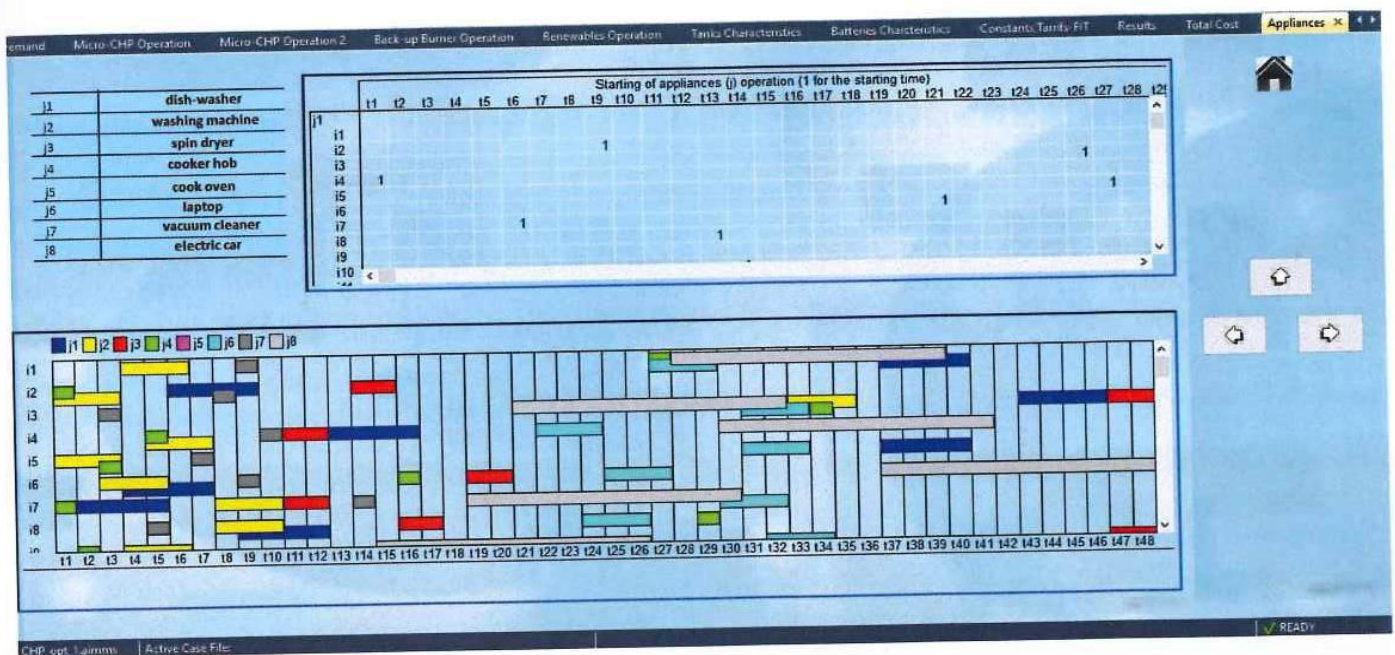 emand Micro-CHP Operation Micro-CHP Operation 2 Back-up Burner Operation Renewables Operation Tanks Characteristics Batteries Charcteristics Constants,Tarrifs-FIT Results Total Cost Appliances ×
j1 dish-washer
j2 washing machine
j3 spin dryer
j4 cooker hob
j5 cook oven
j6 laptop
j7 vacuum cleaner
j8 electric car
Starting of appliances (j) operation (1 for the starting time)
t1 t2 t3 t4 t5 t6 t7 t8 t9 t10 t11 t12 t13 t14 t15 t16 t17 t18 t19 t20 t21 t22 t23 t24 t25 t26 t27 t28
j1
i1
i2 1 1
i3
i4 1 1
i5 1
i6
i7 1
i8 1
i9
i10
j1 j2 j3 j4 j5 j6 j7 j8
i1
i2
i3
i4
i5
i6
i7
i8
t1 t2 t3 t4 t5 t6 t7 t8 t9 t10 t11 t12 t13 t14 t15 t16 t17 t18 t19 t20 t21 t22 t23 t24 t25 t26 t27 t28 t29 t30 t31 t32 t33 t34 t35 t36 t37 t38 t39 t40 t41 t42 t43 t44 t45 t46 t47 t48
CHP_opt_1.aimms Active Case File: READY